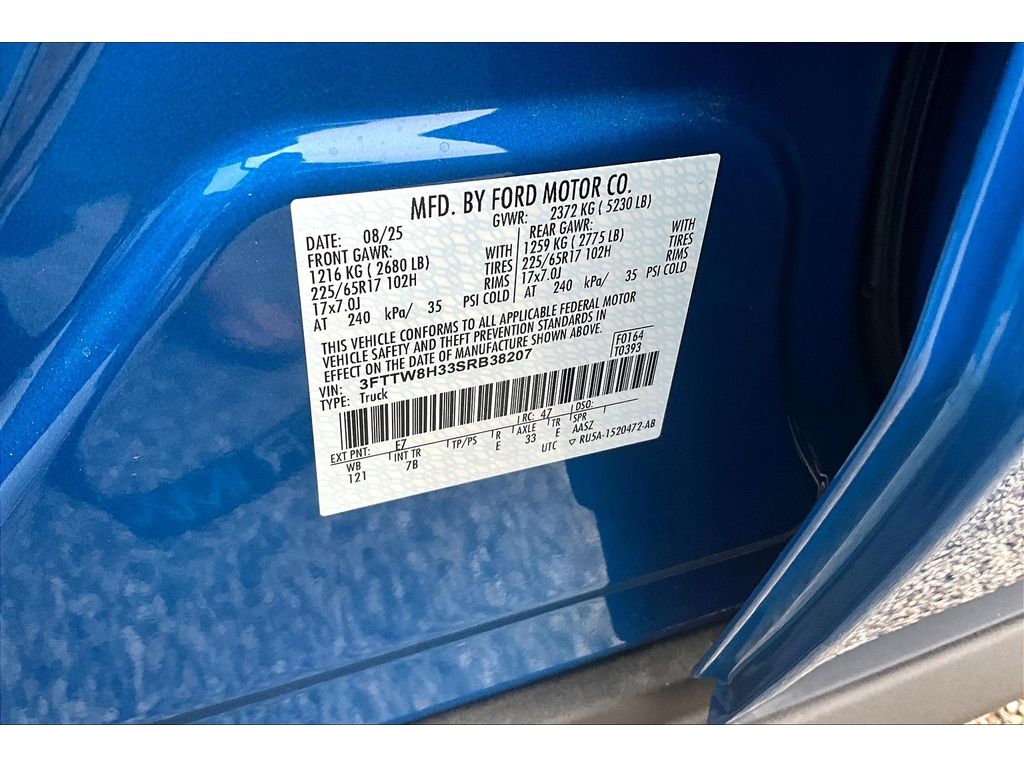 MFD. BY FORD MOTOR CO.
DATE: 08/25 GVWR: 2372 KG ( 5230 LB)
FRONT GAWR: WITH REAR GAWR: WITH
1216 KG ( 2680 LB) TIRES 1259 KG ( 2775 LB) TIRES
225/65R17 102H RIMS 225/65R17 102H RIMS
17x7.0J 17x7.0J
AT 240 kPa/ 35 PSI COLD AT 240 kPa/ 35 PSI COLD
THIS VEHICLE CONFORMS TO ALL APPLICABLE FEDERAL MOTOR
VEHICLE SAFETY AND THEFT PREVENTION STANDARDS IN
EFFECT ON THE DATE OF MANUFACTURE SHOWN ABOVE.
F0164
T0393
VIN: 3FTTW8H33SRB38207
TYPE: Truck
EXT PNT: E7 RC: 47 DSO:
WB INT TR TP/PS R AXLE TR SPR
121 7B E 33 E AASZ
UTC RU5A-1520472-AB